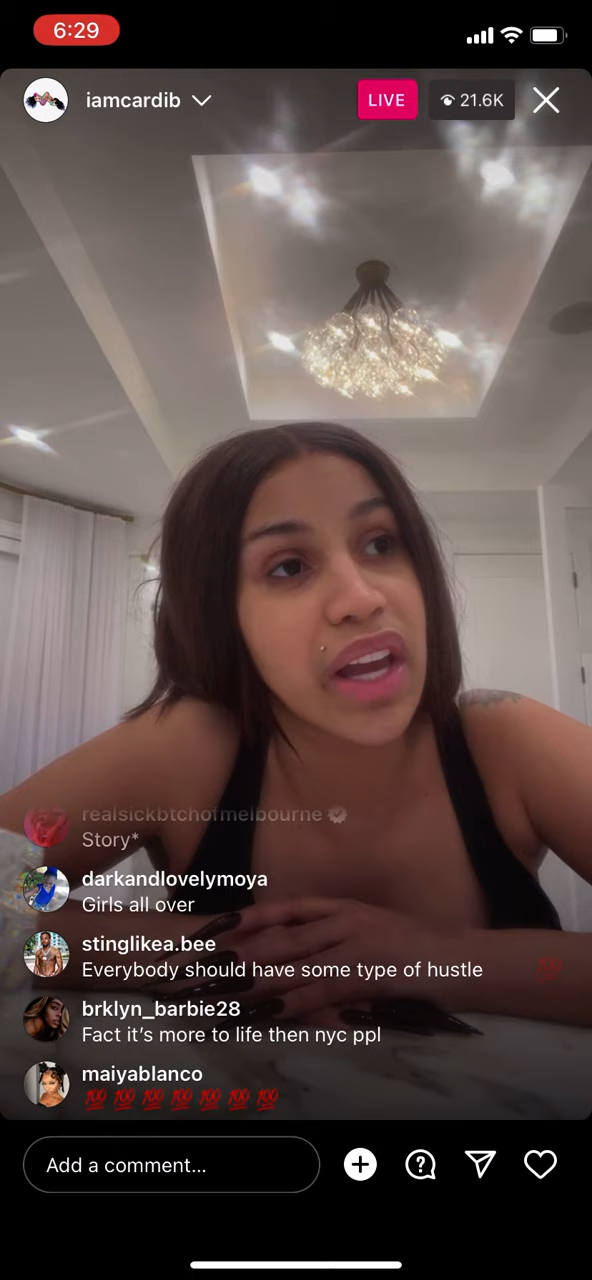 6:29
iamcardib
LIVE
21.6K
realsickbtchofmelbourne
Story*
darkandlovelymoya
Girls all over
stinglikea.bee
Everybody should have some type of hustle 💯
brklyn_barbie28
Fact it’s more to life then nyc ppl
maiyablanco
💯 💯 💯 💯 💯 💯 💯
Add a comment...